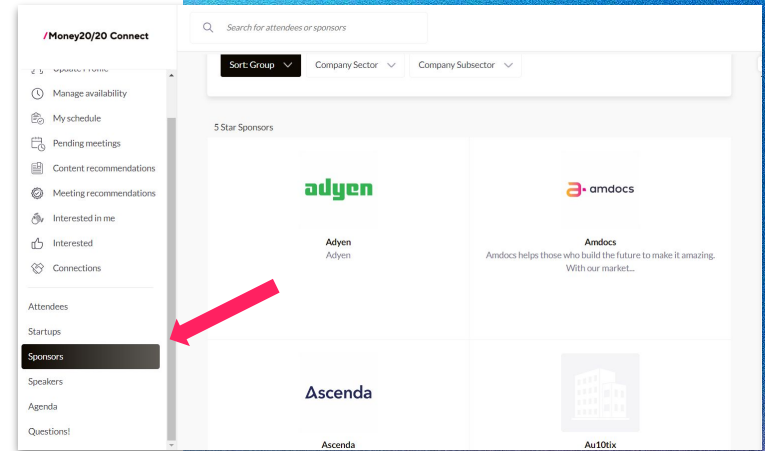 /Money20/20 Connect
Search for attendees or sponsors
Update Profile
Manage availability
My schedule
Pending meetings
Content recommendations
Meeting recommendations
Interested in me
Interested
Connections
Attendees
Startups
Sponsors
Speakers
Agenda
Questions!
Sort: Group
Company Sector
Company Subsector
5 Star Sponsors
adyen
Adyen
Adyen
a. amdocs
Amdocs
Amdocs helps those who build the future to make it amazing.
With our market...
Ascenda
Ascenda
Au10tix